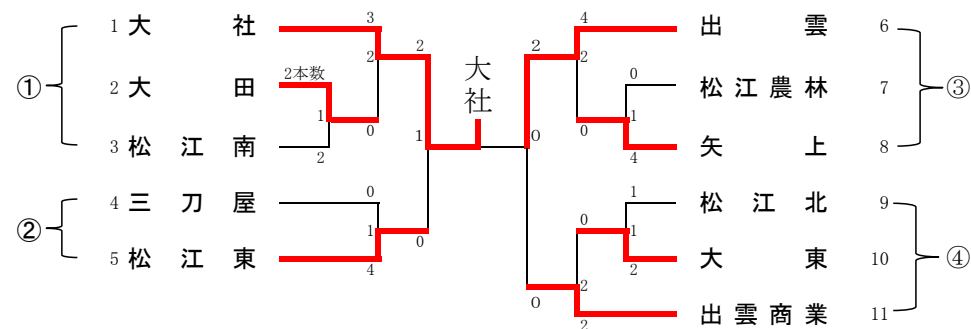 ① 1 大社 3 2 2 4 2 出雲 6 ③
2 大田 2本数 1 0 大社 0 1 0 松江農林 7
3 松江南 2 1 0 4 矢上 8
② 4 三刀屋 0 1 0 0 1 1 松江北 9 ④
5 松江東 4 2 大東 10
0 2 2 出雲商業 11